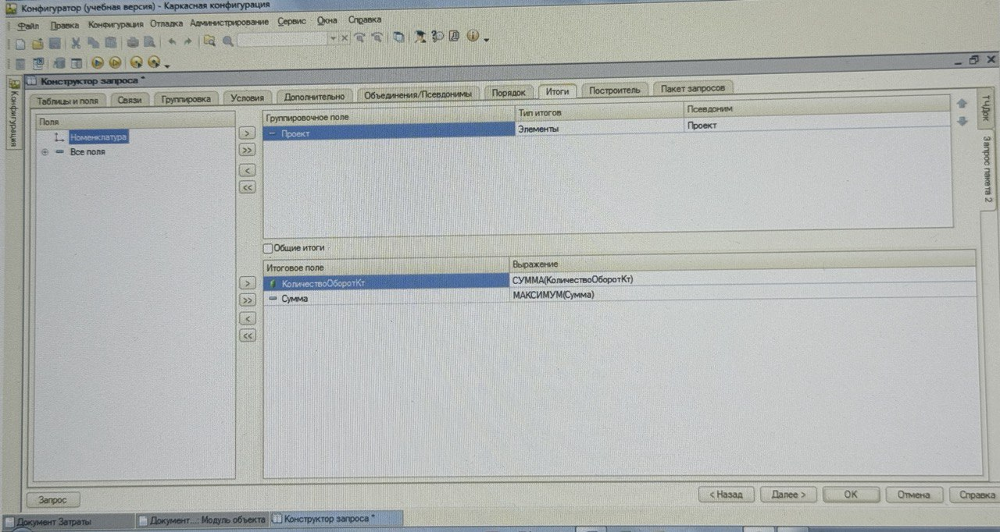 Конфигуратор (учебная версия) - Каркасная конфигурация
Файл Правка Конфигурация Отладка Администрирование Сервис Окна Справка
Конструктор запроса *
Таблицы и поля Связи Группировка Условия Дополнительно Объединения/Псевдонимы Порядок Итоги Построитель Пакет запросов
Конфигурация
Поля
Номенклатура
Все поля
> >> < <<
Группировочное поле Тип итогов Псевдоним
Проект Элементы Проект
ТЧДок
Запрос пакета 2
Общие итоги
Итоговое поле Выражение
КоличествоОборотКт СУММА(КоличествоОборотКт)
Сумма МАКСИМУМ(Сумма)
> >> < <<
Запрос < Назад Далее > ОК Отмена Справка
Документ Затраты Документ...: Модуль объекта Конструктор запроса *